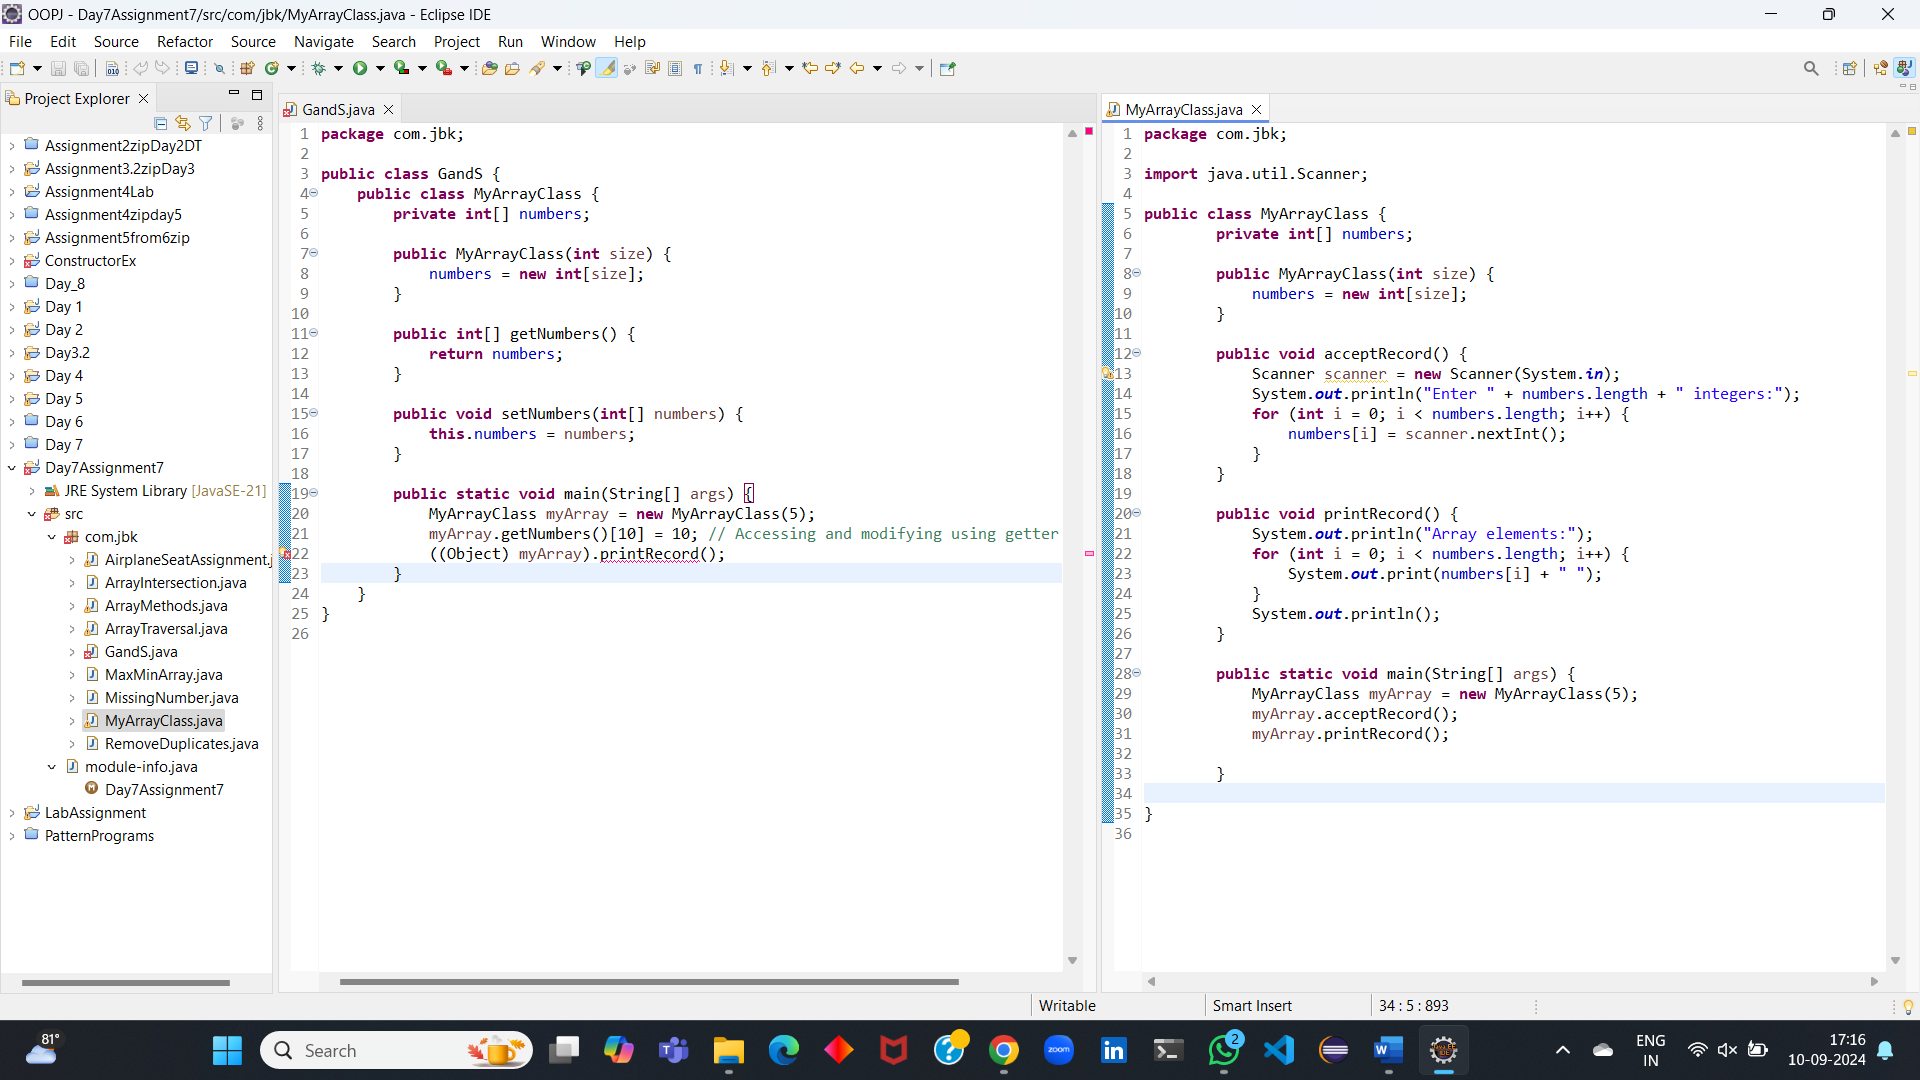 OOPJ - Day7Assignment7/src/com/jbk/MyArrayClass.java - Eclipse IDE
File Edit Source Refactor Source Navigate Search Project Run Window Help
Project Explorer
Assignment2zipDay2DT
Assignment3.2zipDay3
Assignment4Lab
Assignment4zipday5
Assignment5from6zip
ConstructorEx
Day_8
Day 1
Day 2
Day3.2
Day 4
Day 5
Day 6
Day 7
Day7Assignment7
JRE System Library [JavaSE-21]
src
com.jbk
AirplaneSeatAssignment.j
ArrayIntersection.java
ArrayMethods.java
ArrayTraversal.java
GandS.java
MaxMinArray.java
MissingNumber.java
MyArrayClass.java
RemoveDuplicates.java
module-info.java
Day7Assignment7
LabAssignment
PatternPrograms
GandS.java
1 package com.jbk;
2
3 public class GandS {
4 public class MyArrayClass {
5 private int[] numbers;
6
7 public MyArrayClass(int size) {
8 numbers = new int[size];
9 }
10
11 public int[] getNumbers() {
12 return numbers;
13 }
14
15 public void setNumbers(int[] numbers) {
16 this.numbers = numbers;
17 }
18
19 public static void main(String[] args) {
20 MyArrayClass myArray = new MyArrayClass(5);
21 myArray.getNumbers()[10] = 10; // Accessing and modifying using getter
22 ((Object) myArray).printRecord();
23 }
24 }
25 }
26
MyArrayClass.java
1 package com.jbk;
2
3 import java.util.Scanner;
4
5 public class MyArrayClass {
6 private int[] numbers;
7
8 public MyArrayClass(int size) {
9 numbers = new int[size];
10 }
11
12 public void acceptRecord() {
13 Scanner scanner = new Scanner(System.in);
14 System.out.println("Enter " + numbers.length + " integers:");
15 for (int i = 0; i < numbers.length; i++) {
16 numbers[i] = scanner.nextInt();
17 }
18 }
19
20 public void printRecord() {
21 System.out.println("Array elements:");
22 for (int i = 0; i < numbers.length; i++) {
23 System.out.print(numbers[i] + " ");
24 }
25 System.out.println();
26 }
27
28 public static void main(String[] args) {
29 MyArrayClass myArray = new MyArrayClass(5);
30 myArray.acceptRecord();
31 myArray.printRecord();
32
33 }
34
35 }
36
Writable Smart Insert 34 : 5 : 893
81°
Search
zoom
2
ENG
IN
17:16
10-09-2024